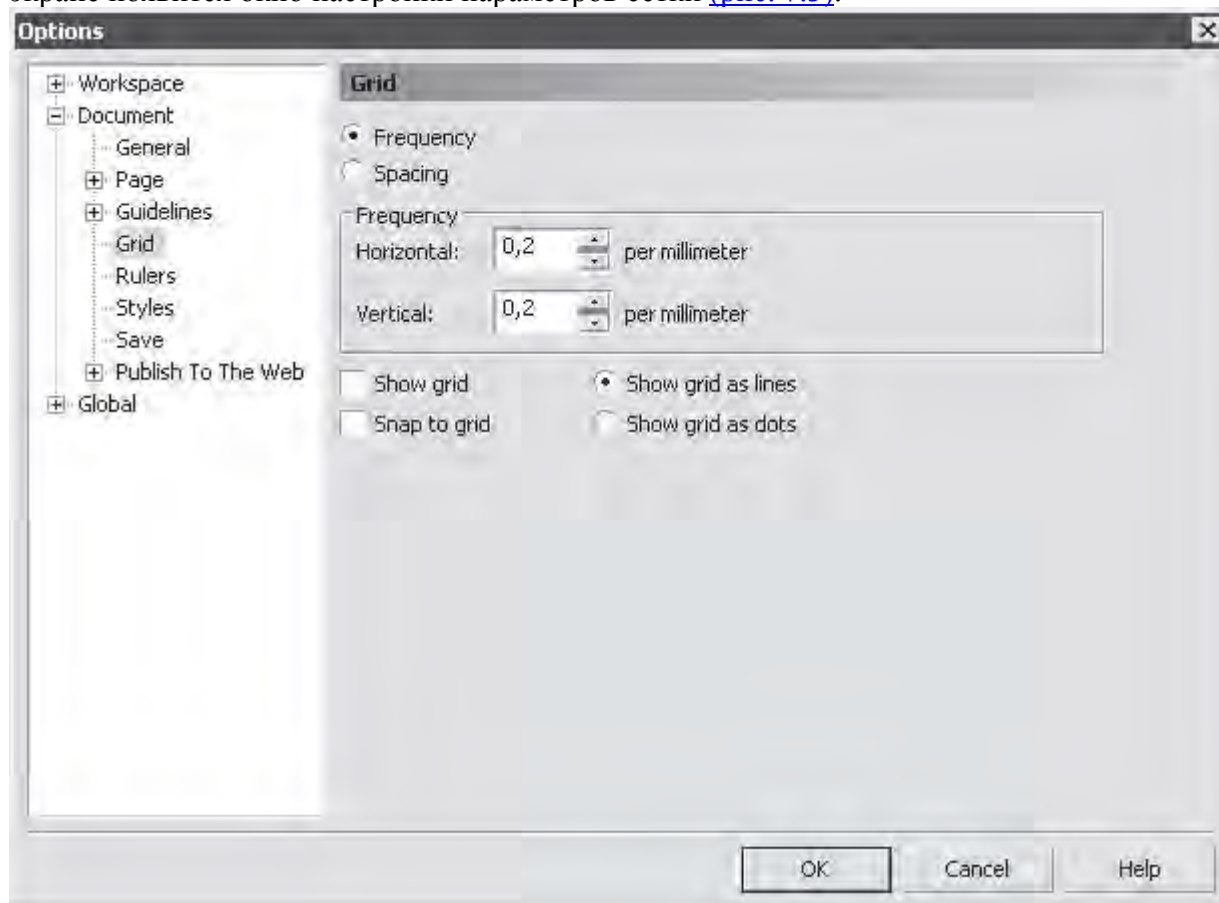 Options
Workspace
Document
General
Page
Guidelines
Grid
Rulers
Styles
Save
Publish To The Web
Global
Grid
Frequency
Spacing
Frequency
Horizontal: 0,2 per millimeter
Vertical: 0,2 per millimeter
Show grid
Show grid as lines
Snap to grid
Show grid as dots
OK Cancel Help